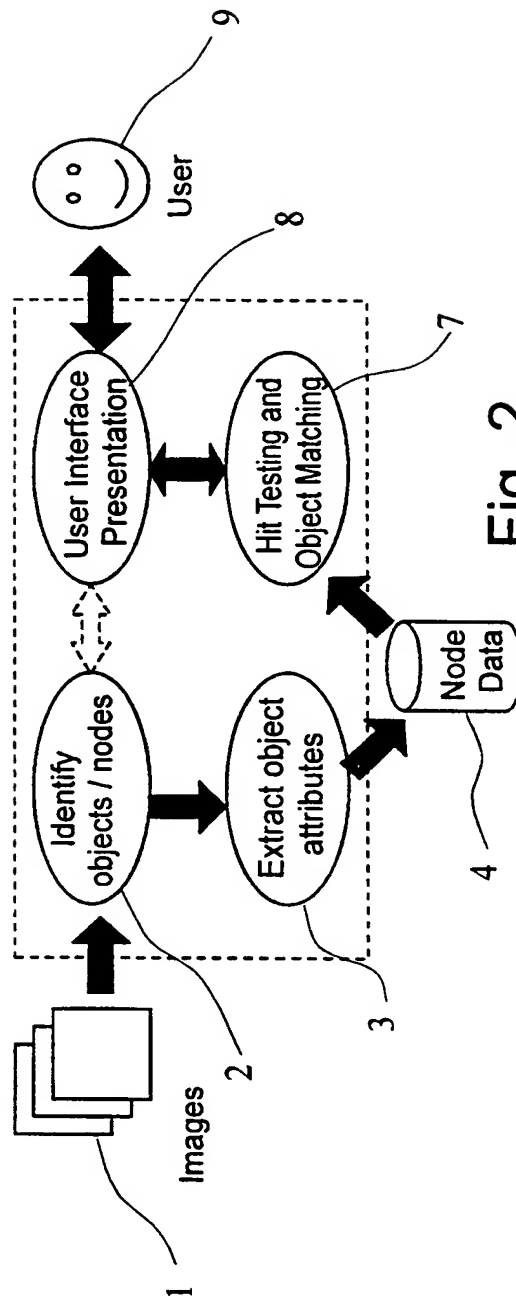 1
Images
2
Identify
objects / nodes
3
Extract object
attributes
4
Node
Data
User Interface
Presentation
8
Hit Testing and
Object Matching
7
User
9
Fig. 2